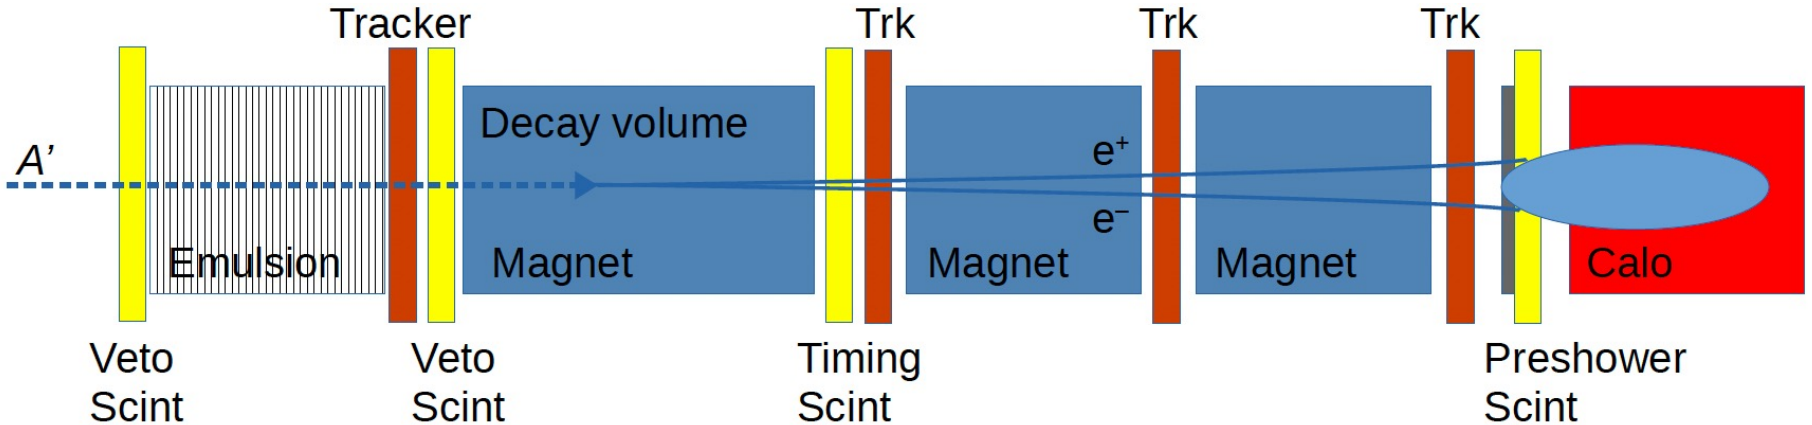 Tracker
Trk
Trk
Trk
A’
Decay volume
e+
e−
Emulsion
Magnet
Magnet
Magnet
Calo
Veto
Scint
Veto
Scint
Timing
Scint
Preshower
Scint